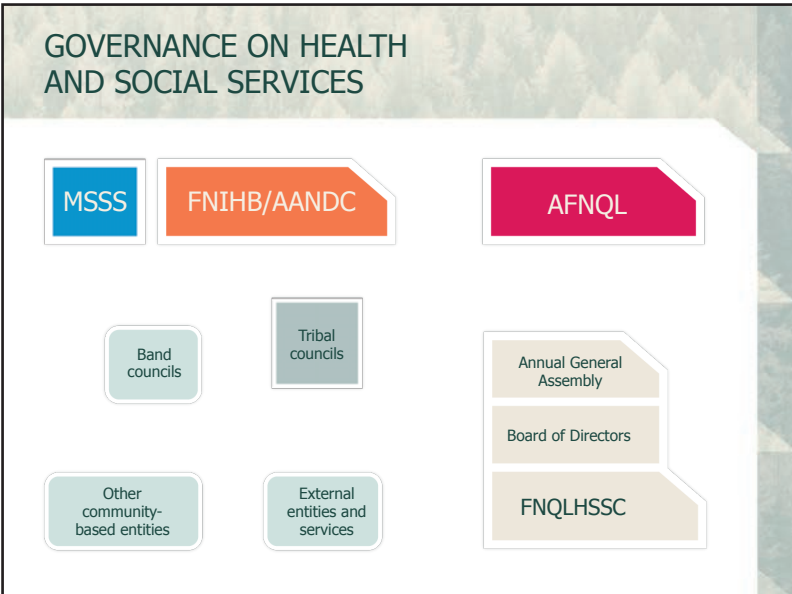 GOVERNANCE ON HEALTH
AND SOCIAL SERVICES
MSSS
FNIHB/AANDC
AFNQL
Band
councils
Tribal
councils
Annual General
Assembly
Board of Directors
Other
community-
based entities
External
entities and
services
FNQLHSSC